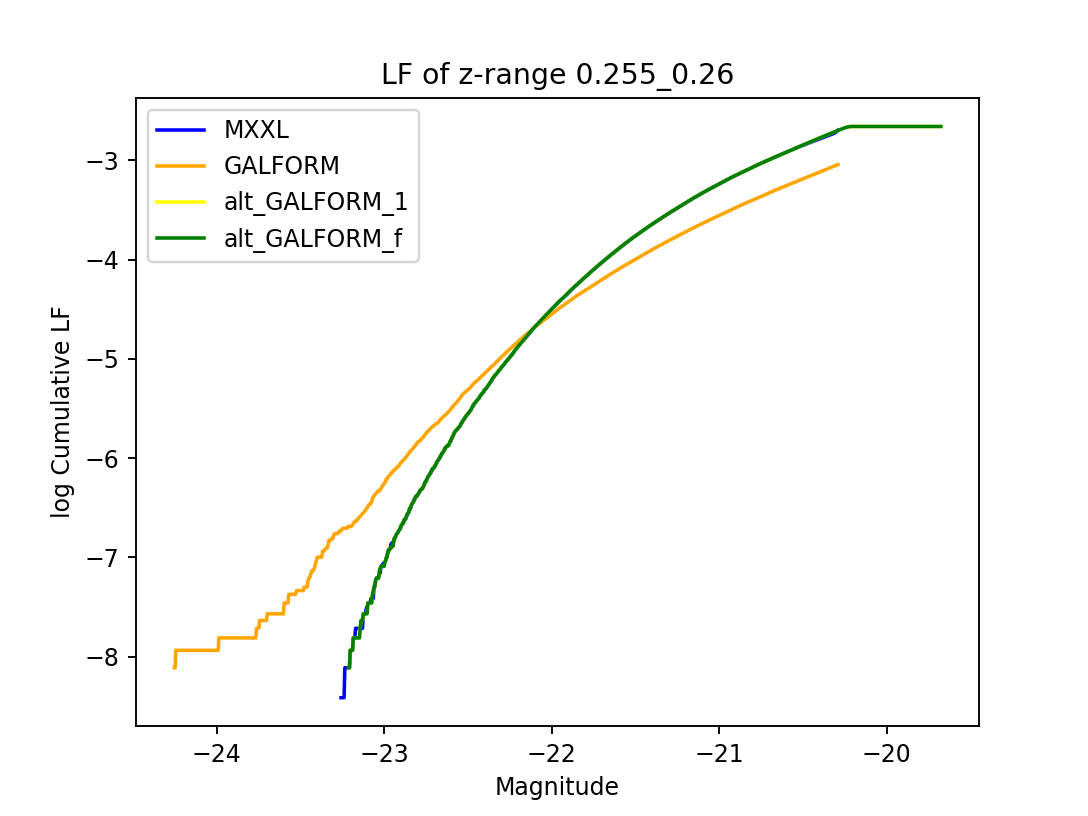 LF of z-range 0.255_0.26
MXXL
GALFORM
alt_GALFORM_1
alt_GALFORM_f
log Cumulative LF
−3
−4
−5
−6
−7
−8
−24
−23
−22
−21
−20
Magnitude